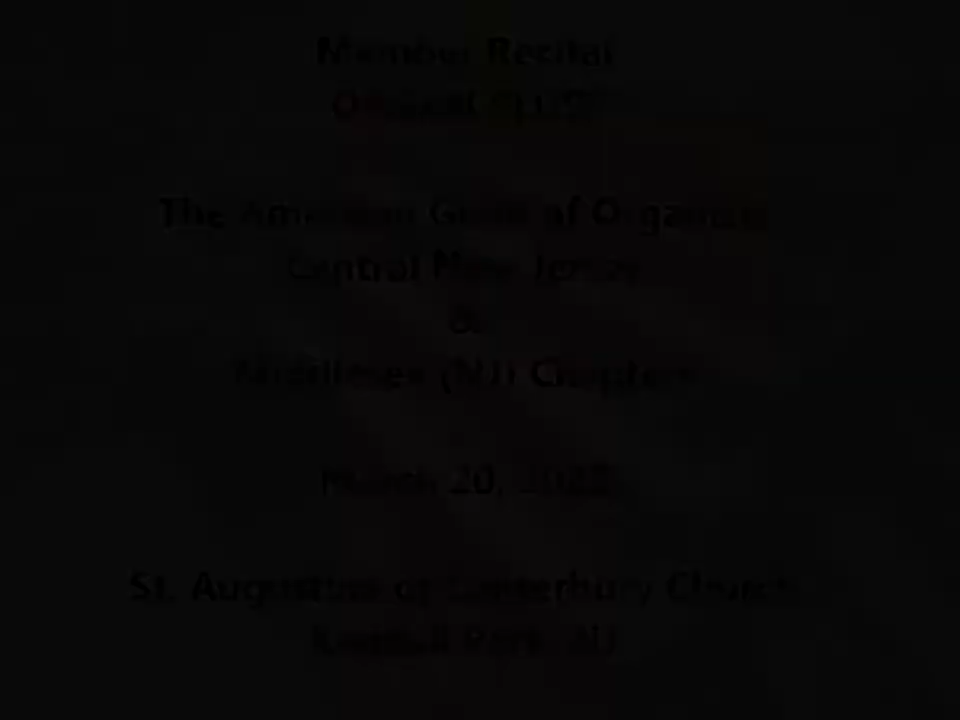 Member Recital
The American Guild of Organists
Central New Jersey
&
Middlesex (NJ) Chapters
March 20,
St. Augustine of Canterbury Church
Kendall Park, NJ